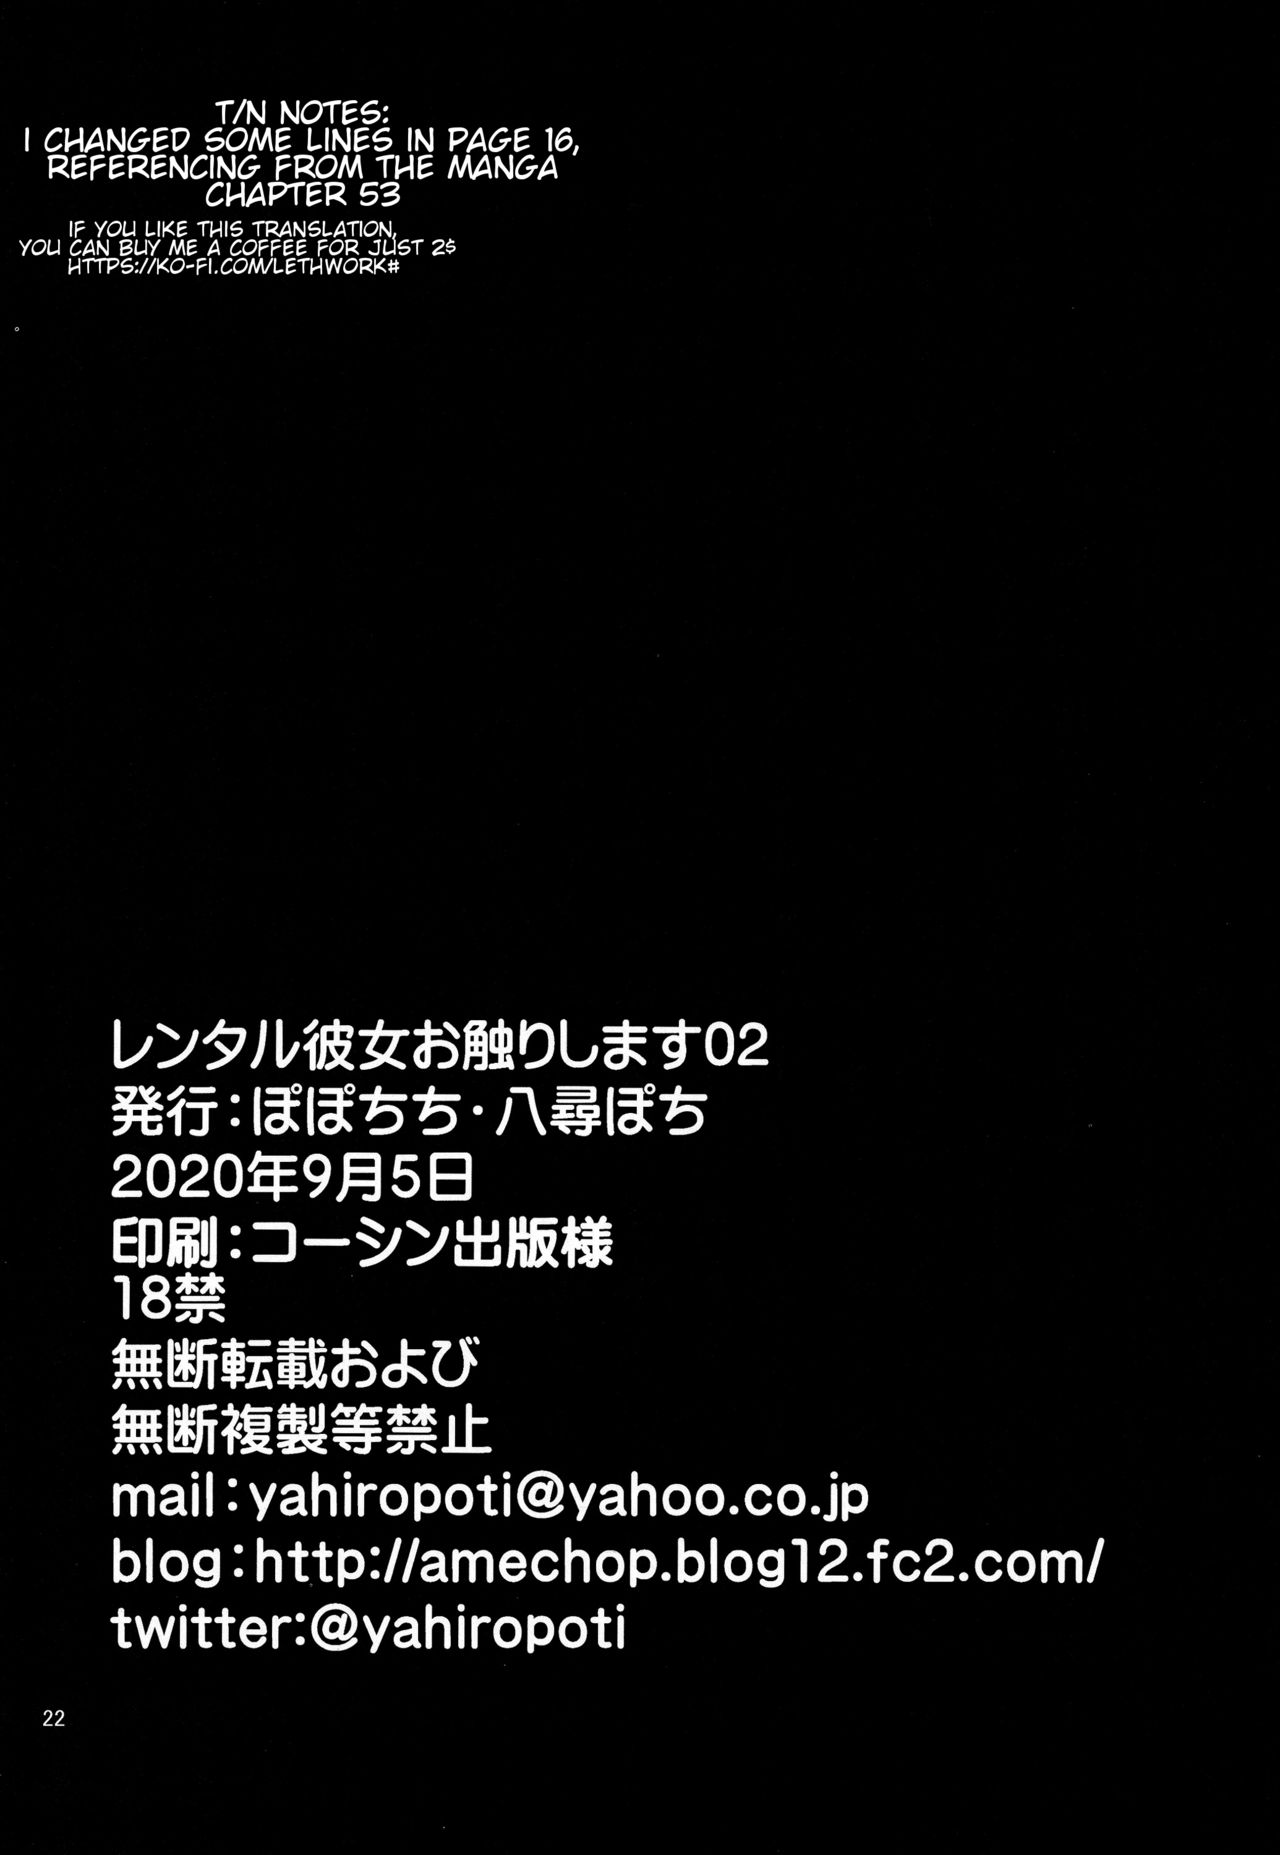 T/N NOTES:
I CHANGED SOME LINES IN PAGE 16,
REFERENCING FROM THE MANGA
CHAPTER 53
IF YOU LIKE THIS TRANSLATION,
YOU CAN BUY ME A COFFEE FOR JUST 2$
HTTPS://KO-FI.COM/LETHWORK#
。
レンタル彼女お触りします02
発行：ぽぽちち・八尋ぽち
2020年9月5日
印刷：コーシン出版様
18禁
無断転載および
無断複製等禁止
mail：yahiropoti@yahoo.co.jp
blog：http://amechop.blog12.fc2.com/
twitter:@yahiropoti
22